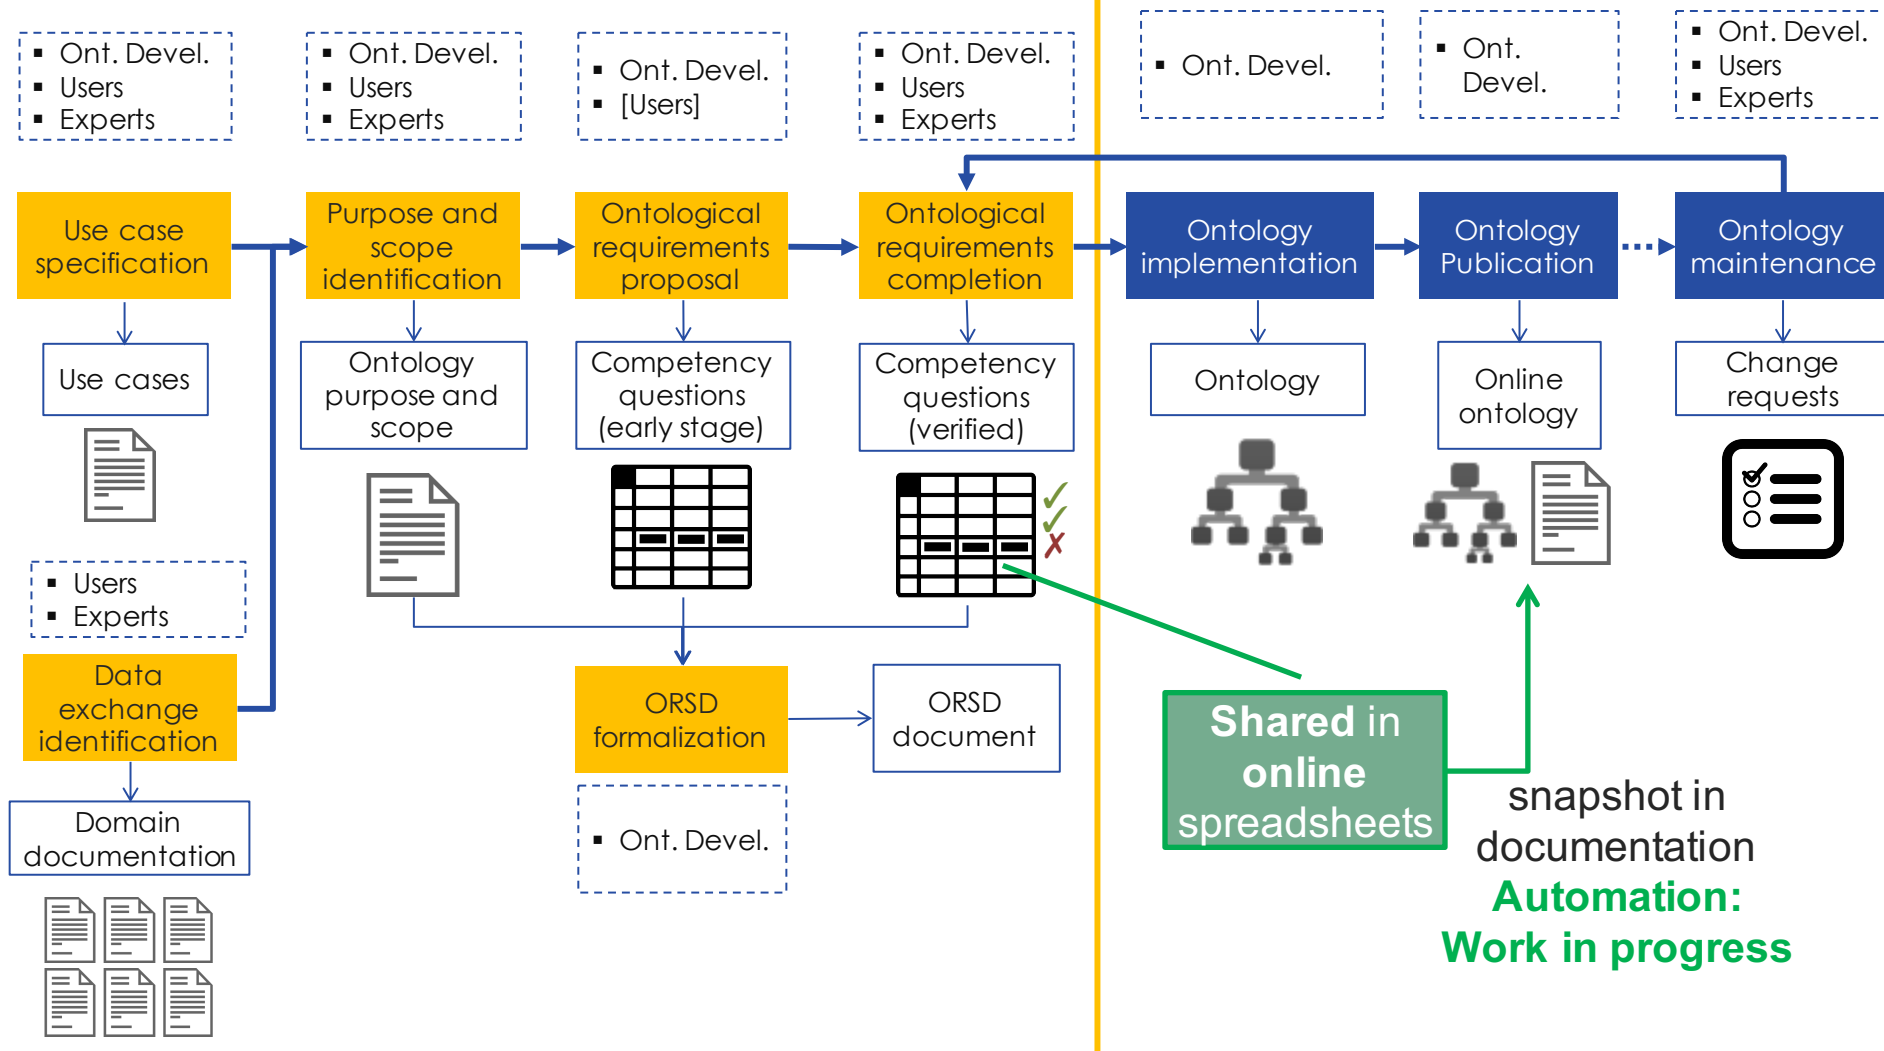 ▪ Ont. Devel.
▪ Users
▪ Experts
▪ Ont. Devel.
▪ Users
▪ Experts
▪ Ont. Devel.
▪ [Users]
▪ Ont. Devel.
▪ Users
▪ Experts
▪ Ont. Devel.
▪ Ont.
Devel.
▪ Ont. Devel.
▪ Users
▪ Experts
Use case
specification
Purpose and
scope
identification
Ontological
requirements
proposal
Ontological
requirements
completion
Ontology
implementation
Ontology
Publication
Ontology
maintenance
Use cases
Ontology
purpose and
scope
Competency
questions
(early stage)
Competency
questions
(verified)
Ontology
Online
ontology
Change
requests
▪ Users
▪ Experts
Data
exchange
identification
ORSD
formalization
ORSD
document
Shared in
online
spreadsheets
Domain
documentation
▪ Ont. Devel.
snapshot in
documentation
Automation:
Work in progress